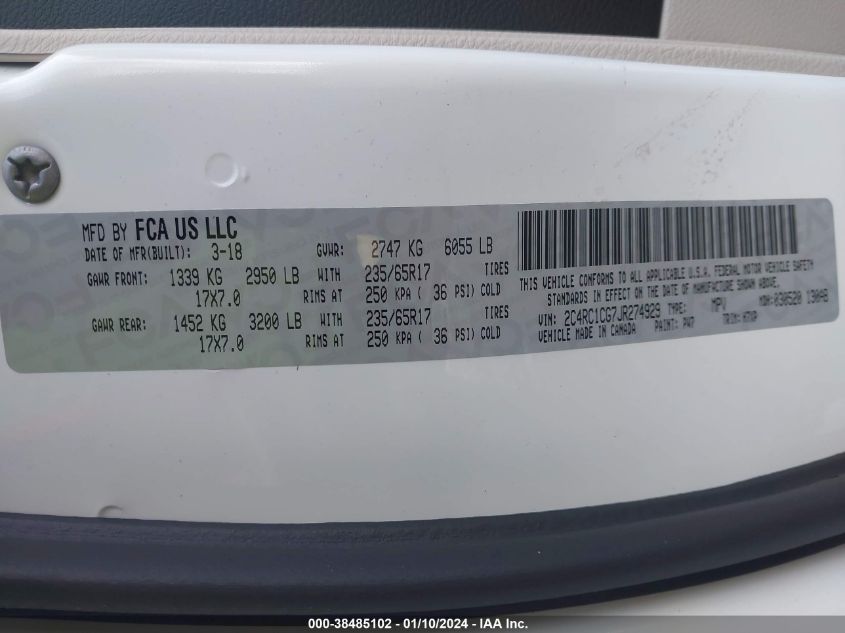 MFD BY FCA US LLC
DATE OF MFR(BUILT): 3-18 GVWR: 2747 KG 6055 LB
GAWR FRONT: 1339 KG 2950 LB WITH 235/65R17 TIRES
17X7.0 RIMS AT 250 KPA ( 36 PSI) COLD
GAWR REAR: 1452 KG 3200 LB WITH 235/65R17 TIRES
17X7.0 RIMS AT 250 KPA ( 36 PSI) COLD
THIS VEHICLE CONFORMS TO ALL APPLICABLE U.S.A. FEDERAL MOTOR VEHICLE SAFETY
STANDARDS IN EFFECT ON THE DATE OF MANUFACTURE SHOWN ABOVE.
VIN: 2C4RC1CG7JR274929 TYPE: MPV MDH: 030520 130AB
VEHICLE MADE IN CANADA PAINT: PW7 TRIM:
000-38485102 - 01/10/2024 - IAA Inc.